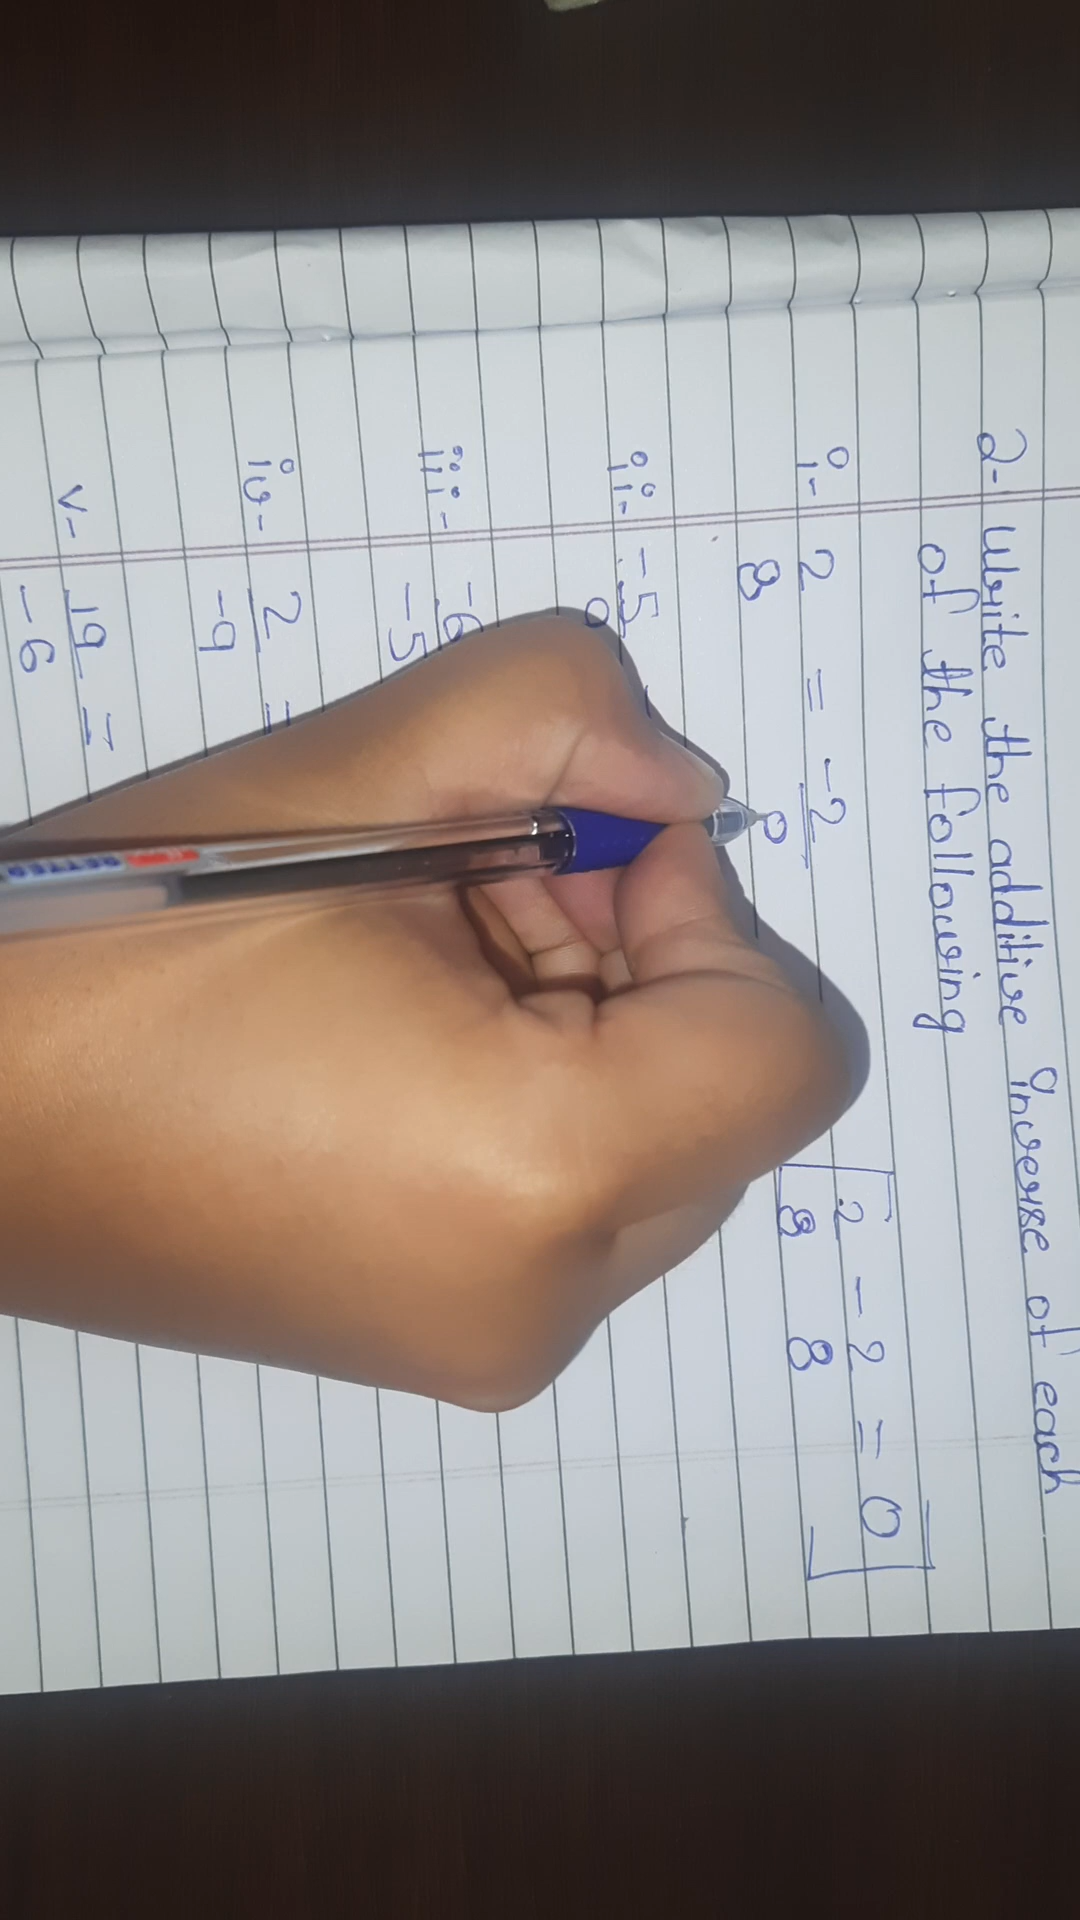 2- Write the additive inverse of each
of the following
i- 2/8 = -2/
2/8 - 2/8 = 0
ii- -5/
iii- -6/-5
iv- 2/-9 =
v- 19/-6 =